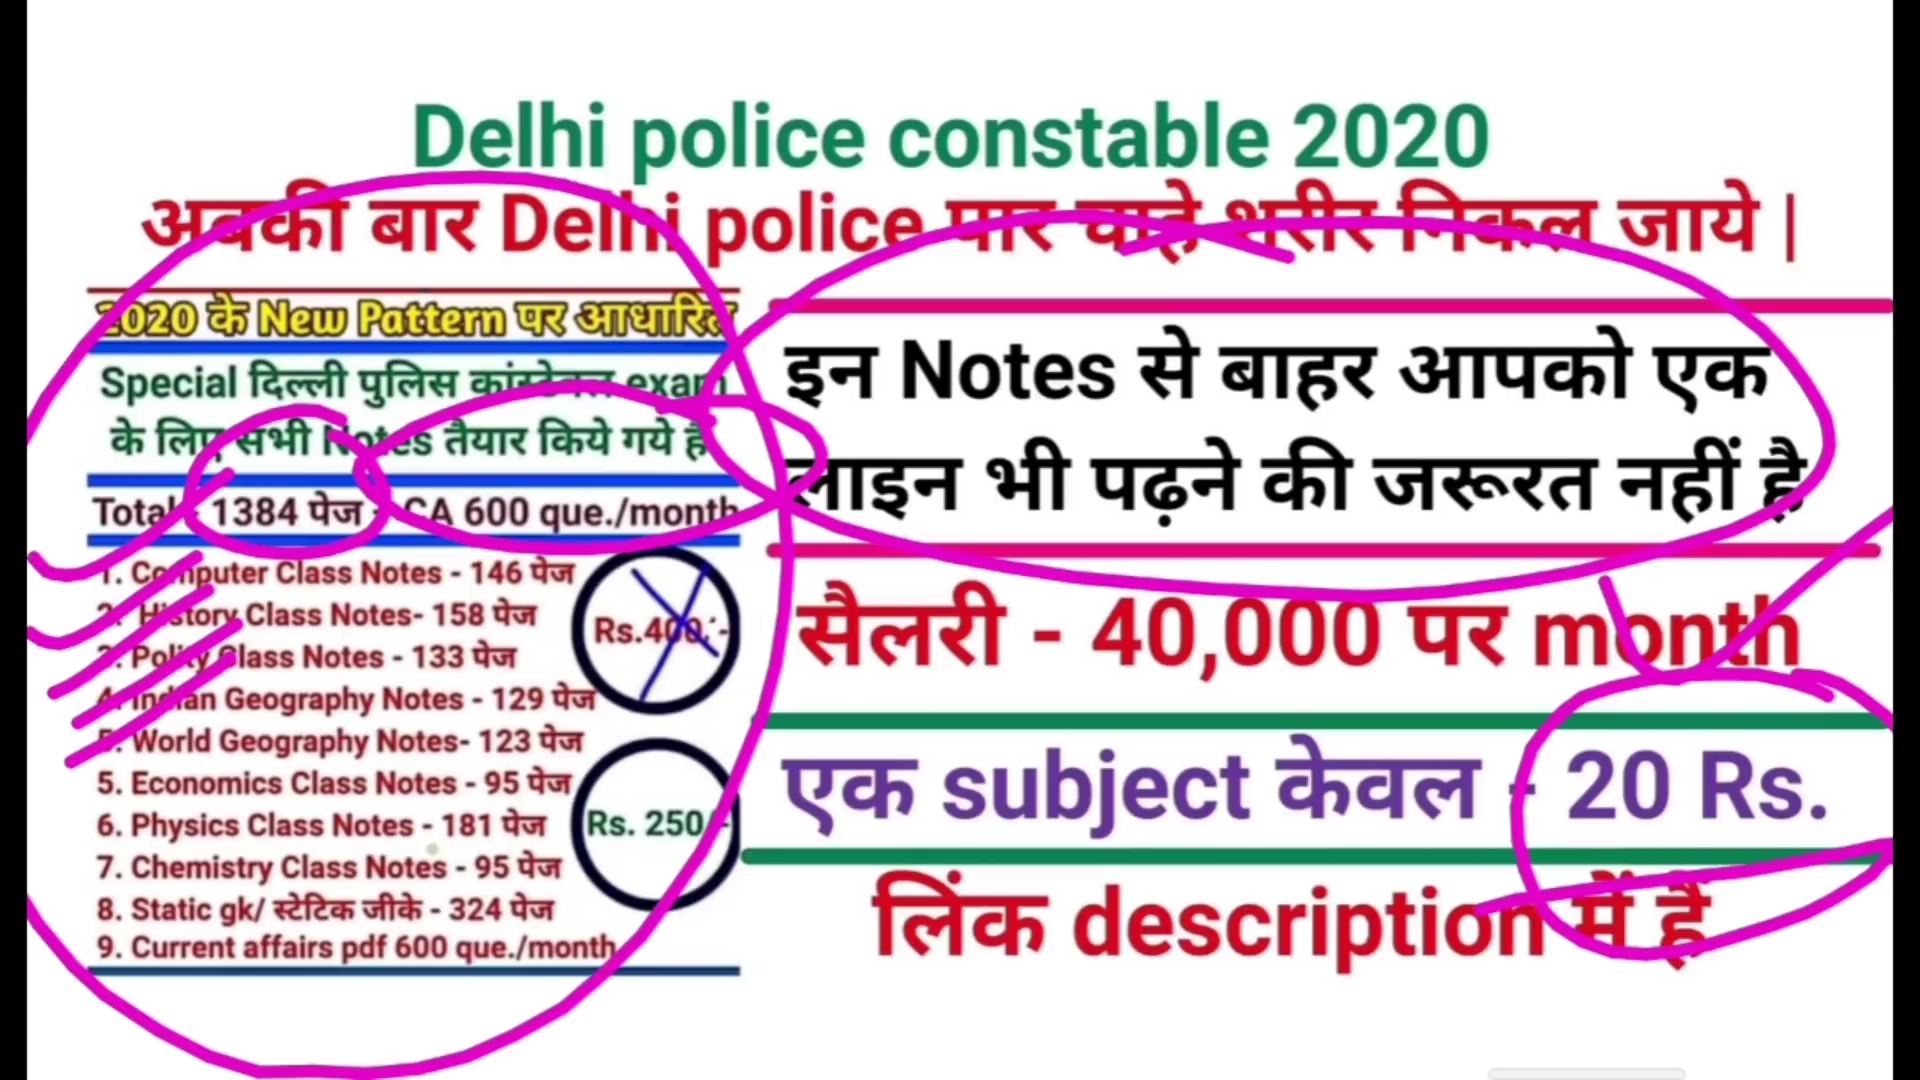 Delhi police constable 2020
अबकी बार Delhi police पार चाहे शरीर निकल जाये |
2020 के New Pattern पर आधारित
Special दिल्ली पुलिस कांस्टेबल exam
के लिए सभी Notes तैयार किये गये है
Total - 1384 पेज - CA 600 que./month
1. Computer Class Notes - 146 पेज
2. History Class Notes- 158 पेज
3. Polity Class Notes - 133 पेज
4. Indian Geography Notes - 129 पेज
5. World Geography Notes- 123 पेज
5. Economics Class Notes - 95 पेज
6. Physics Class Notes - 181 पेज
7. Chemistry Class Notes - 95 पेज
8. Static gk/ स्टेटिक जीके - 324 पेज
9. Current affairs pdf 600 que./month
Rs.400/-
Rs. 250/-
इन Notes से बाहर आपको एक
लाइन भी पढ़ने की जरूरत नहीं है
सैलरी - 40,000 पर month
एक subject केवल - 20 Rs.
लिंक description में हैं